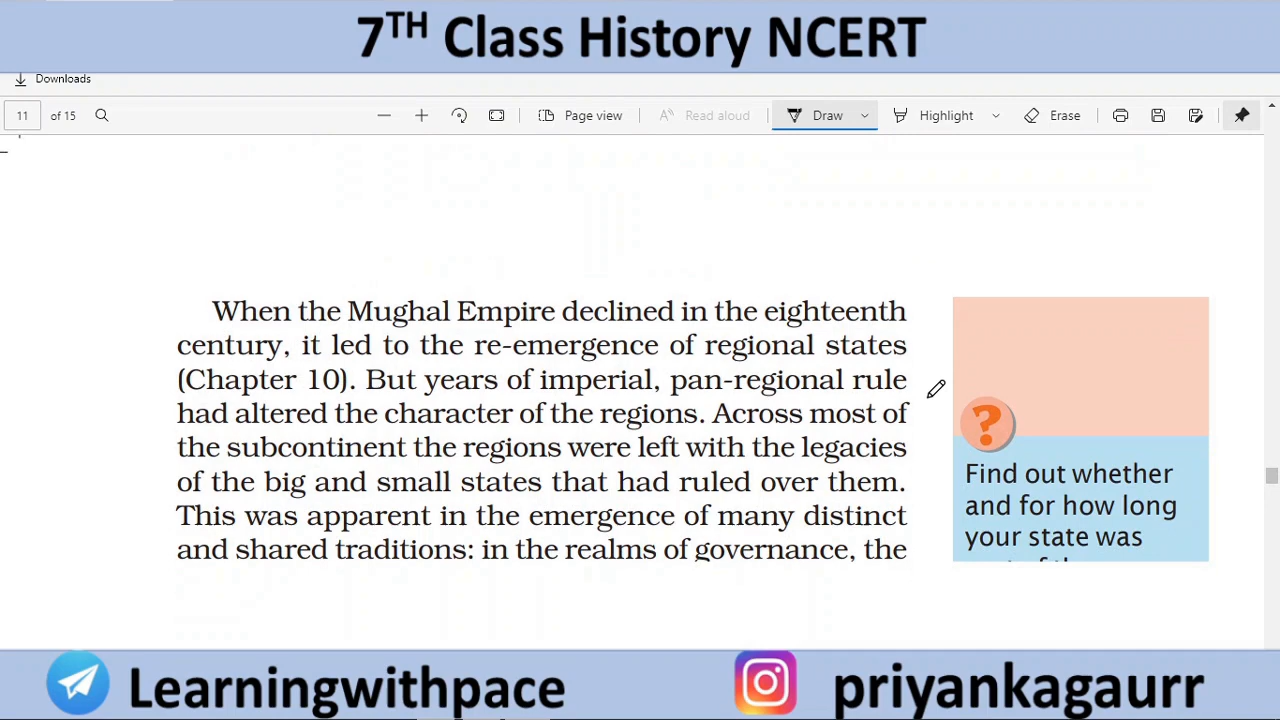 7TH Class History NCERT
Downloads
11 of 15 Page view Read aloud Draw Highlight Erase
When the Mughal Empire declined in the eighteenth
century, it led to the re-emergence of regional states
(Chapter 10). But years of imperial, pan-regional rule
had altered the character of the regions. Across most of
the subcontinent the regions were left with the legacies
of the big and small states that had ruled over them.
This was apparent in the emergence of many distinct
and shared traditions: in the realms of governance, the
?
Find out whether
and for how long
your state was
Learningwithpace
priyankagaurr